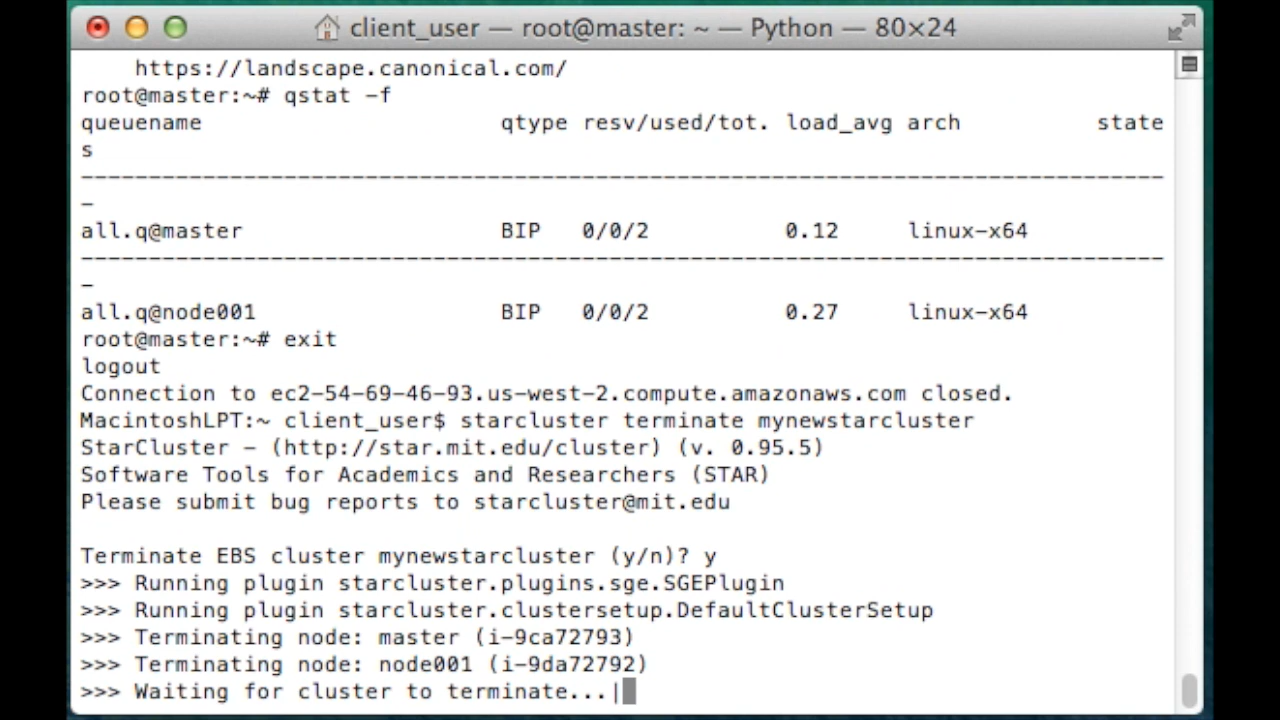 client_user — root@master: ~ — Python — 80×24
https://landscape.canonical.com/
root@master:~# qstat -f
queuename                      qtype resv/used/tot. load_avg arch          state
s
--------------------------------------------------------------------------------
-
all.q@master                   BIP   0/0/2          0.12     linux-x64
--------------------------------------------------------------------------------
-
all.q@node001                  BIP   0/0/2          0.27     linux-x64
root@master:~# exit
logout
Connection to ec2-54-69-46-93.us-west-2.compute.amazonaws.com closed.
MacintoshLPT:~ client_user$ starcluster terminate mynewstarcluster
StarCluster - (http://star.mit.edu/cluster) (v. 0.95.5)
Software Tools for Academics and Researchers (STAR)
Please submit bug reports to starcluster@mit.edu
Terminate EBS cluster mynewstarcluster (y/n)? y
>>> Running plugin starcluster.plugins.sge.SGEPlugin
>>> Running plugin starcluster.clustersetup.DefaultClusterSetup
>>> Terminating node: master (i-9ca72793)
>>> Terminating node: node001 (i-9da72792)
>>> Waiting for cluster to terminate...|